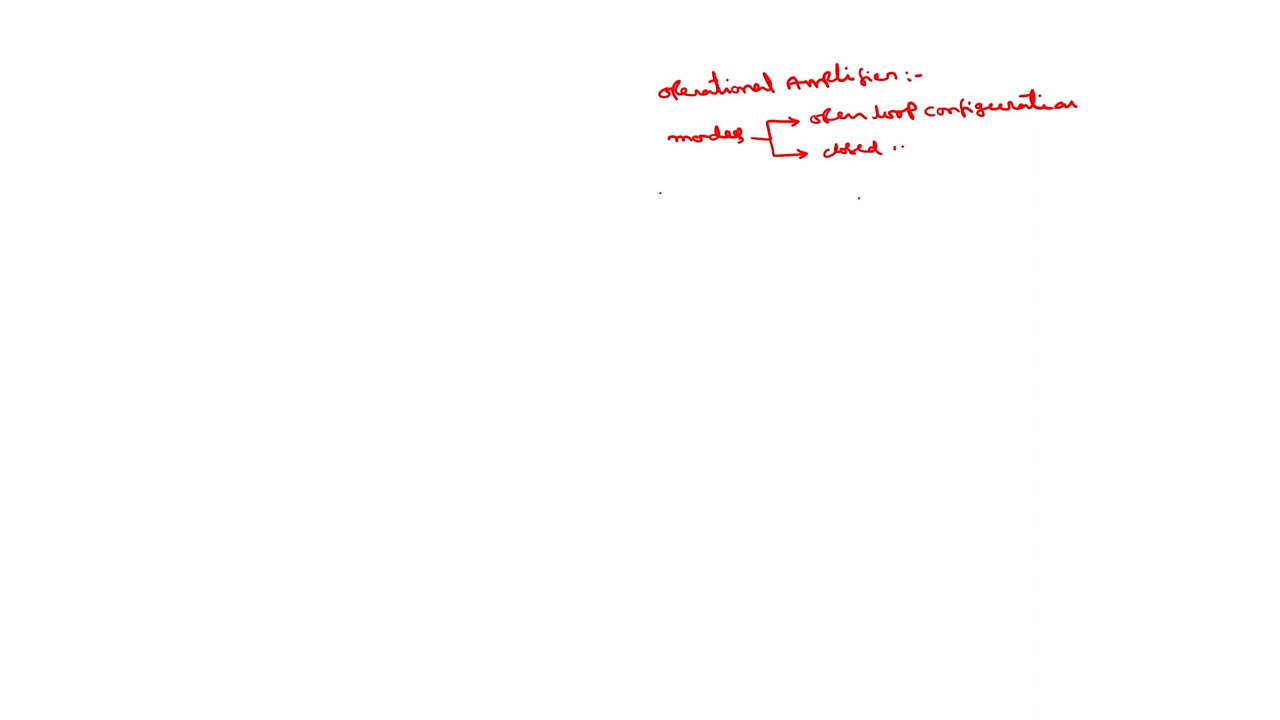 operational Amplifier:-
modes → open loop configuration
→ closed "